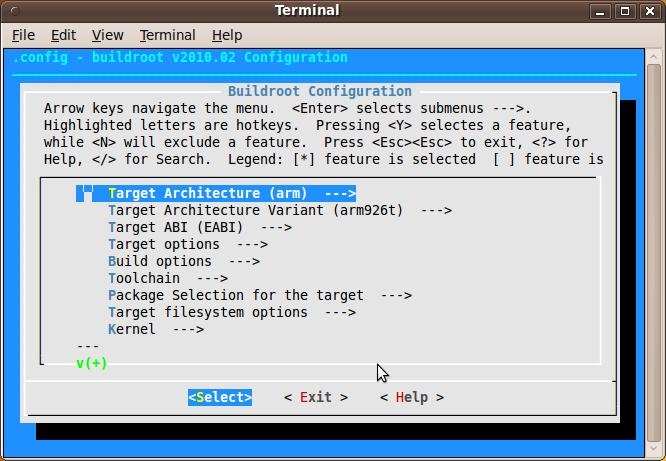 Terminal
File Edit View Terminal Help
.config - buildroot v2010.02 Configuration
Buildroot Configuration
Arrow keys navigate the menu. <Enter> selects submenus --->.
Highlighted letters are hotkeys. Pressing <Y> selectes a feature,
while <N> will exclude a feature. Press <Esc><Esc> to exit, <?> for
Help, </> for Search. Legend: [*] feature is selected [ ] feature is
Target Architecture (arm) --->
Target Architecture Variant (arm926t) --->
Target ABI (EABI) --->
Target options --->
Build options --->
Toolchain --->
Package Selection for the target --->
Target filesystem options --->
Kernel --->
---
v(+)
<Select> < Exit > < Help >